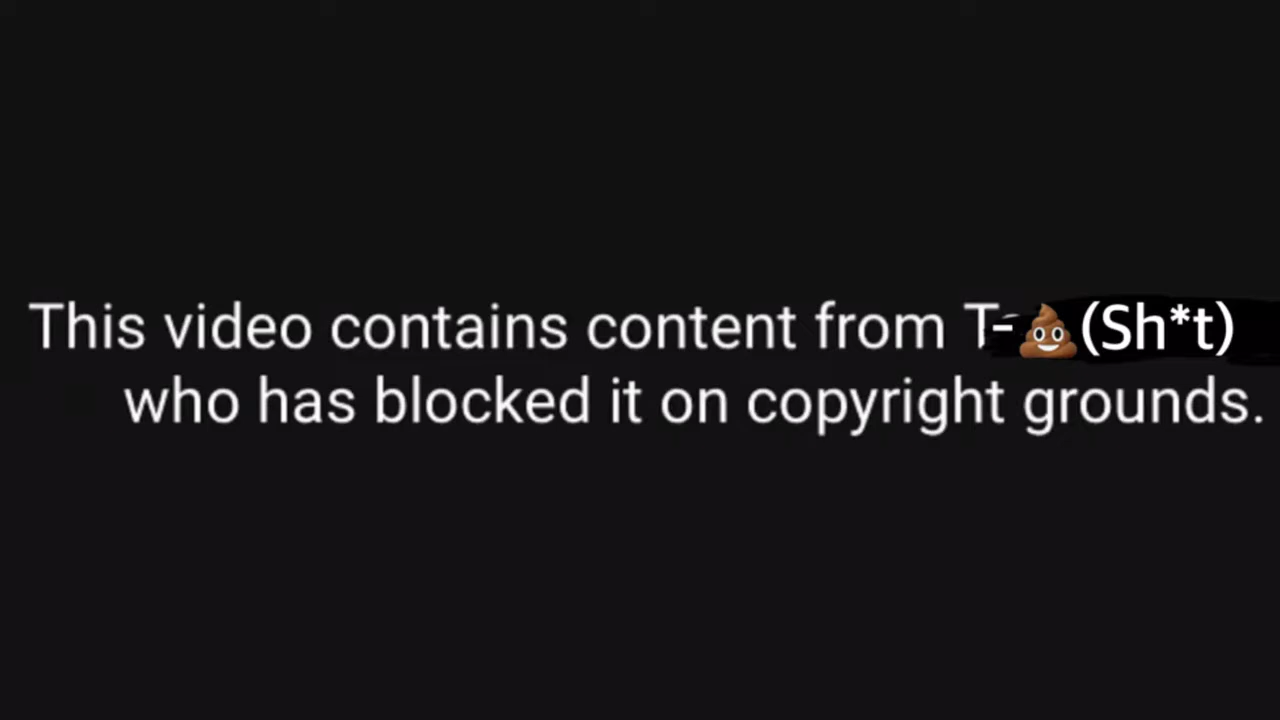 This video contains content from T-💩(Sh*t)
who has blocked it on copyright grounds.